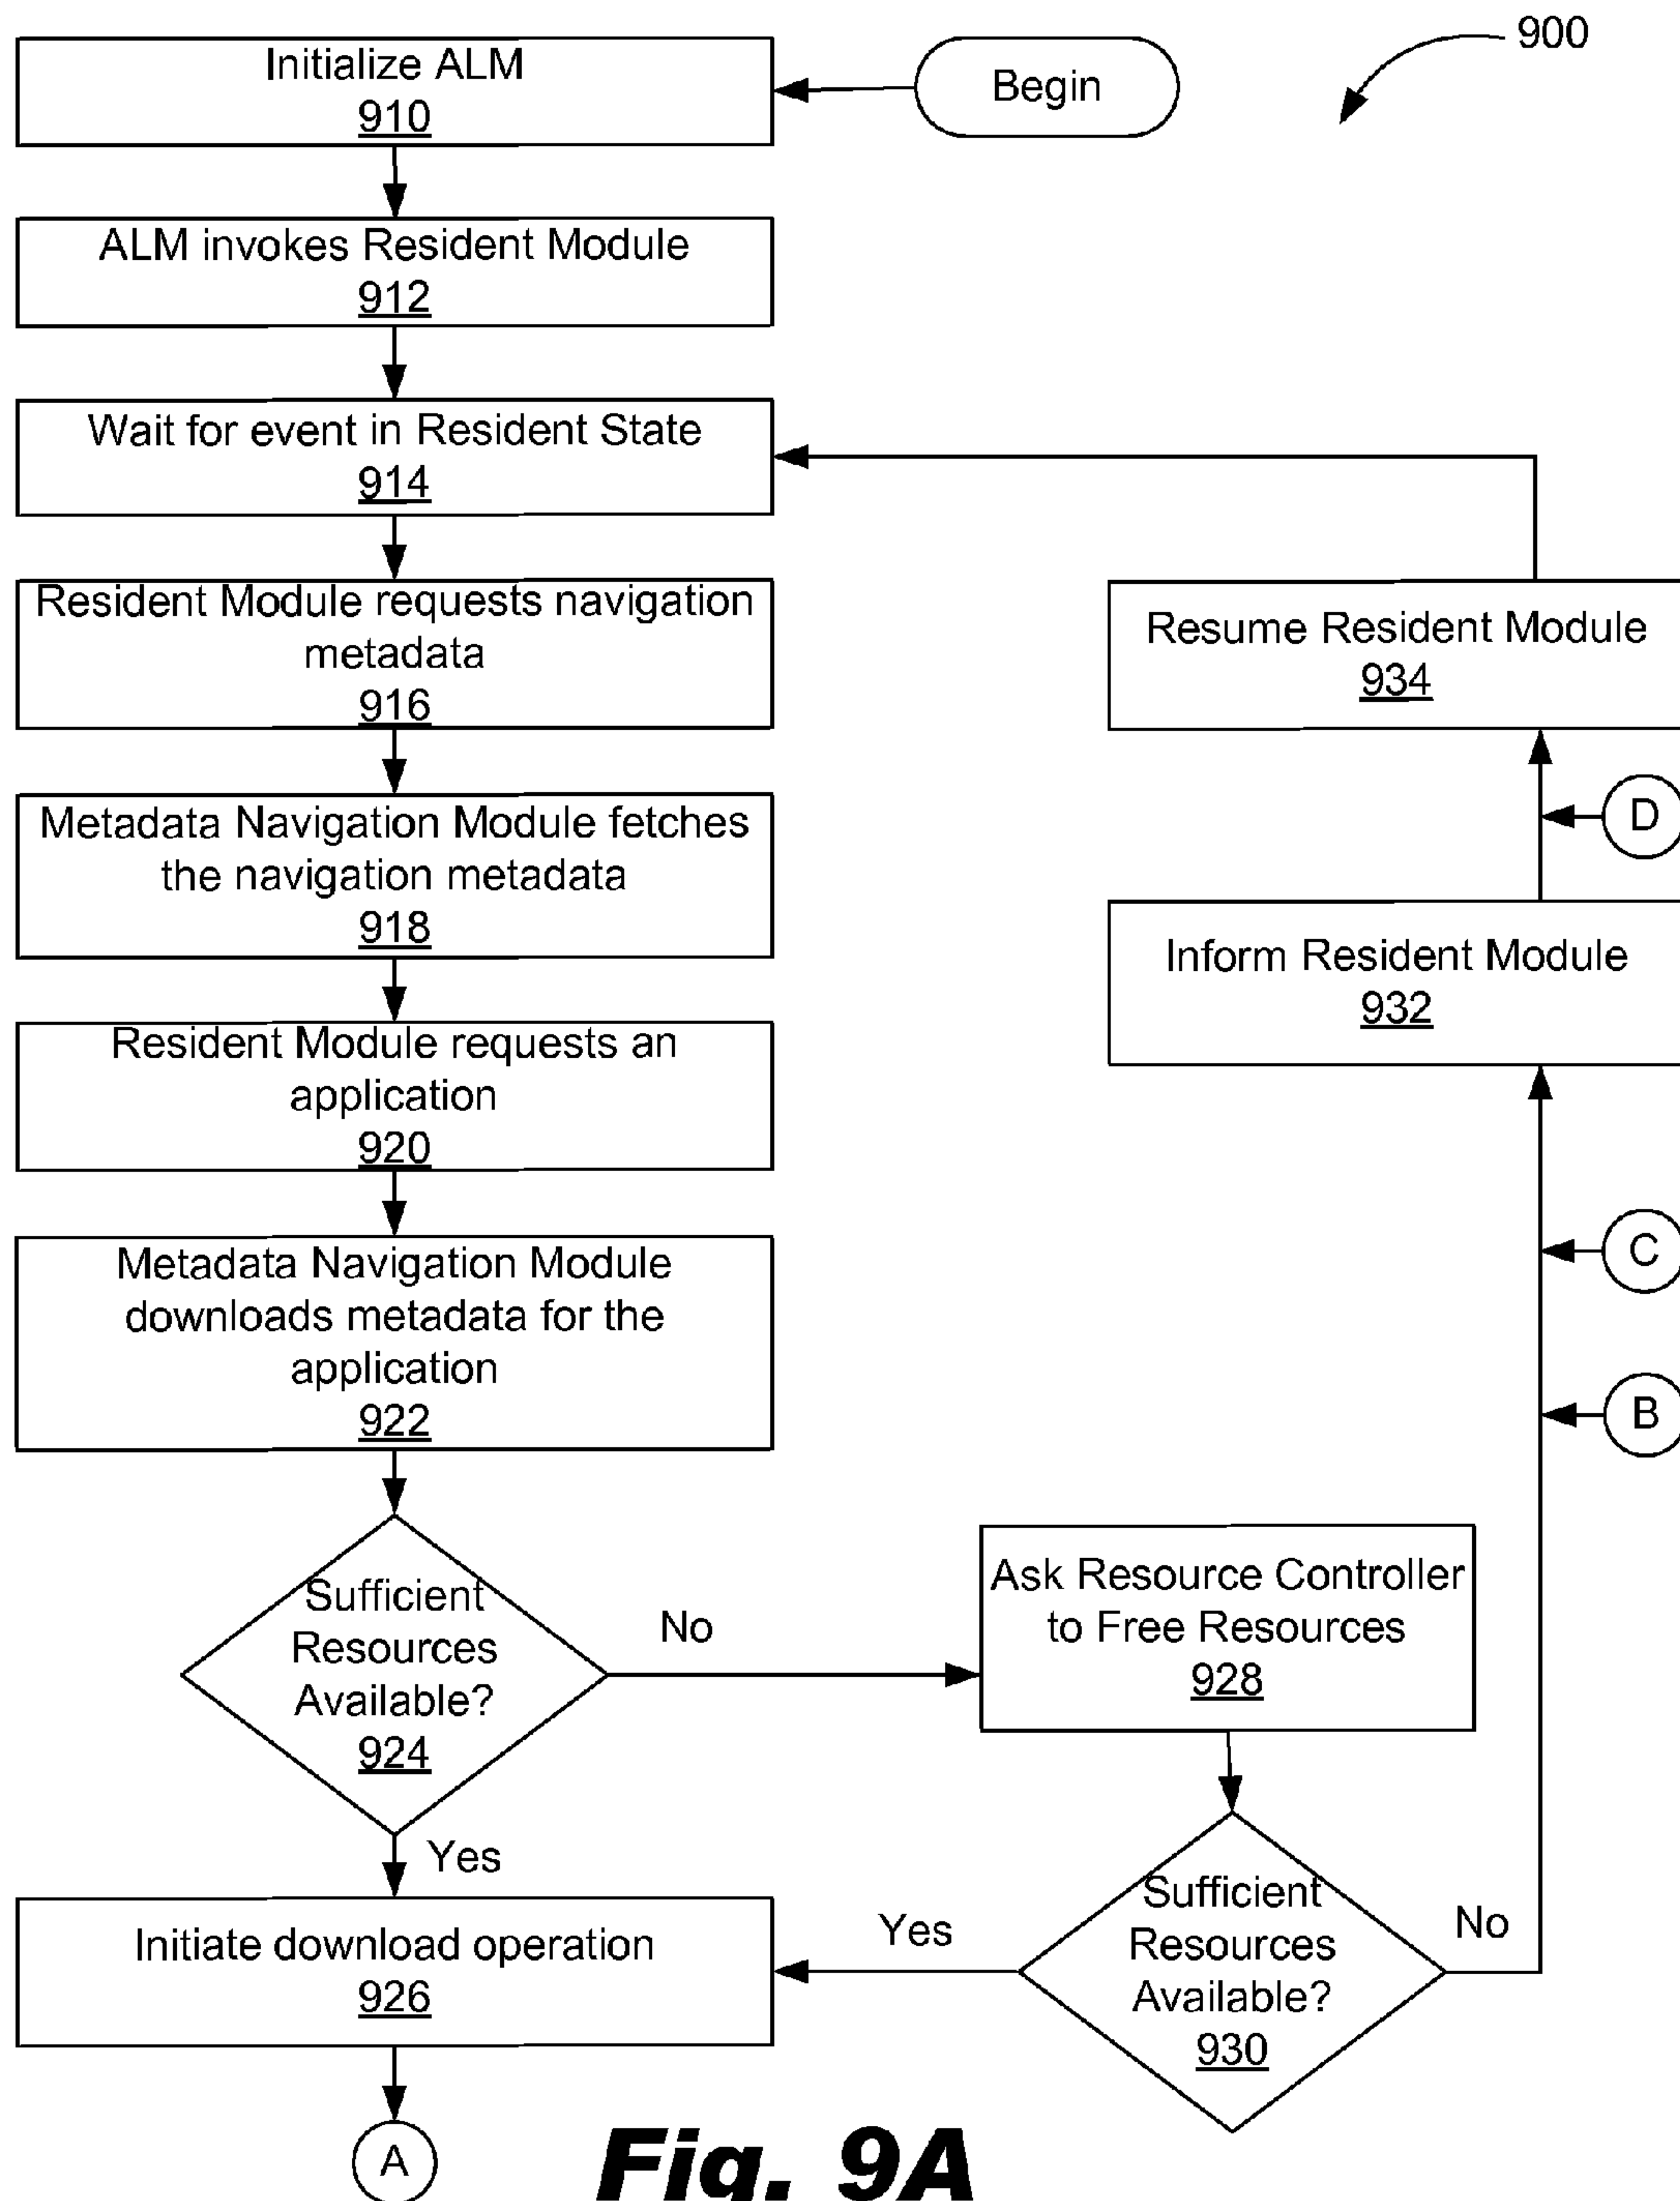 900
Begin
Initialize ALM
910
ALM invokes Resident Module
912
Wait for event in Resident State
914
Resident Module requests navigation
metadata
916
Metadata Navigation Module fetches
the navigation metadata
918
Resident Module requests an
application
920
Metadata Navigation Module
downloads metadata for the
application
922
Sufficient
Resources
Available?
924
No
Yes
Initiate download operation
926
A
Ask Resource Controller
to Free Resources
928
Sufficient
Resources
Available?
930
Yes
No
B
C
Inform Resident Module
932
D
Resume Resident Module
934
Fig. 9A